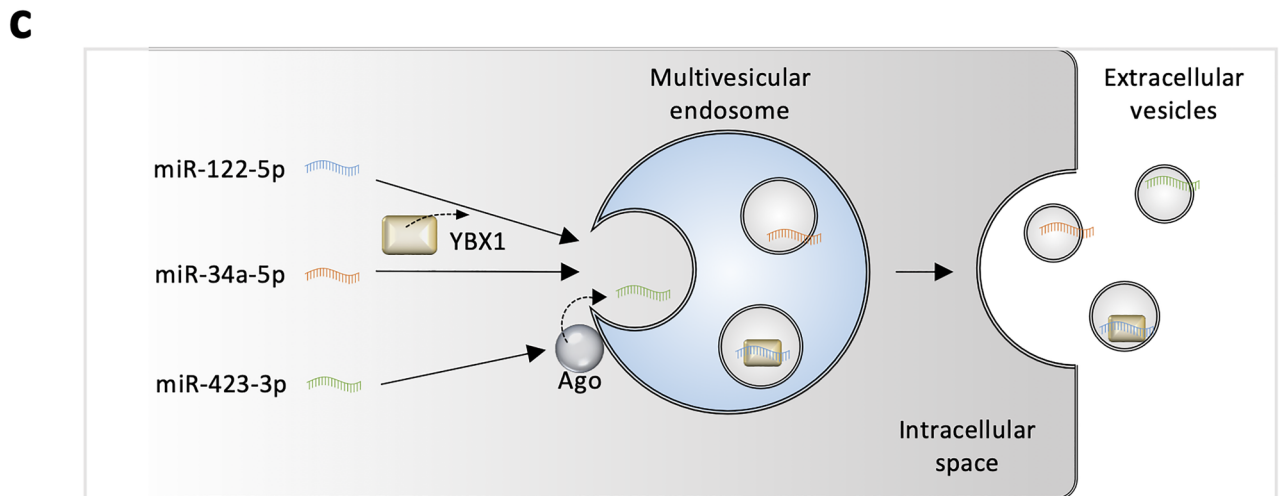 c
Multivesicular
endosome
Extracellular
vesicles
miR-122-5p
YBX1
miR-34a-5p
Ago
miR-423-3p
Intracellular
space